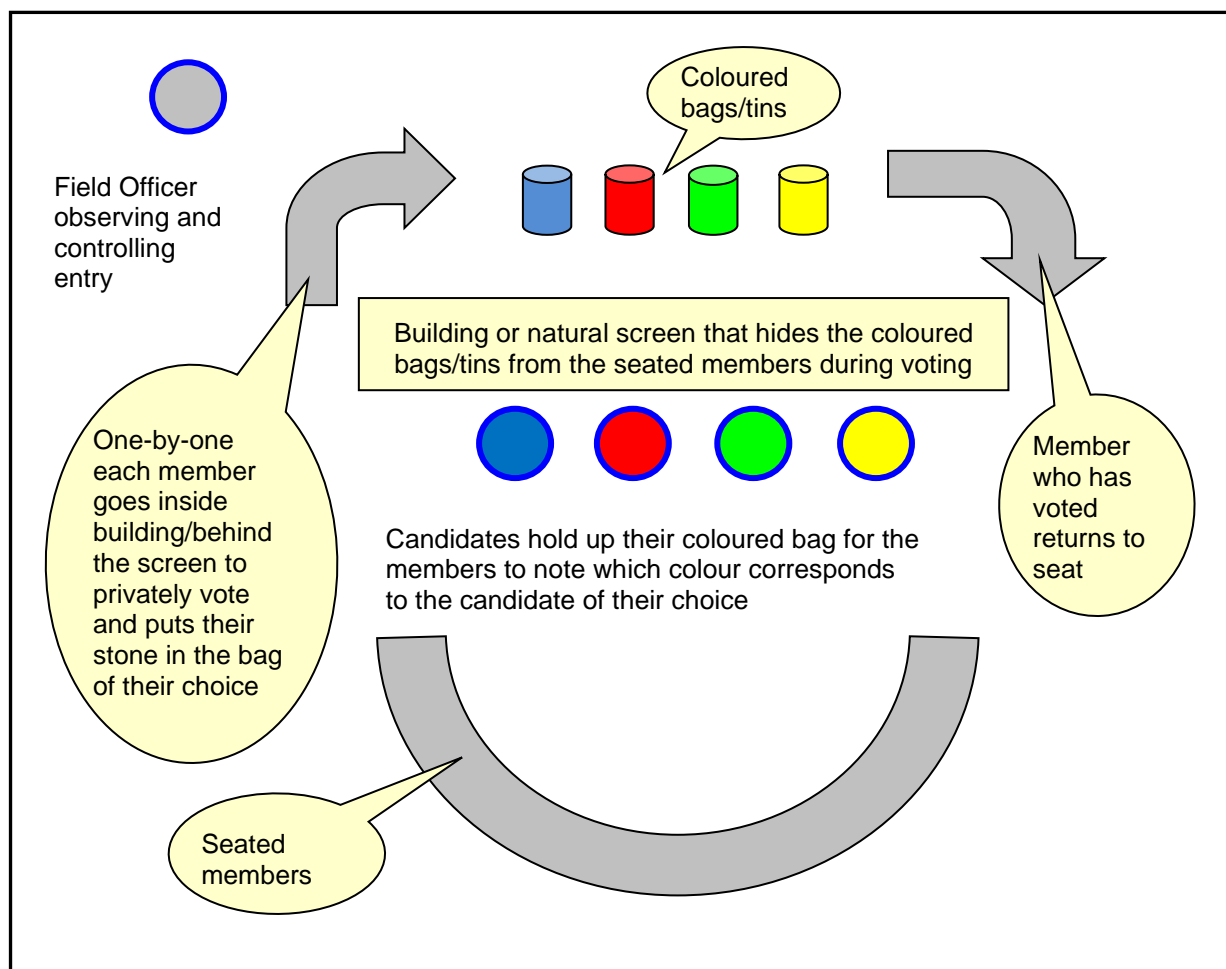 Coloured
bags/tins
Field Officer
observing and
controlling
entry
Building or natural screen that hides the coloured
bags/tins from the seated members during voting
One-by-one
each member
goes inside
building/behind
the screen to
privately vote
and puts their
stone in the bag
of their choice
Member
who has
voted
returns to
seat
Candidates hold up their coloured bag for the
members to note which colour corresponds
to the candidate of their choice
Seated
members